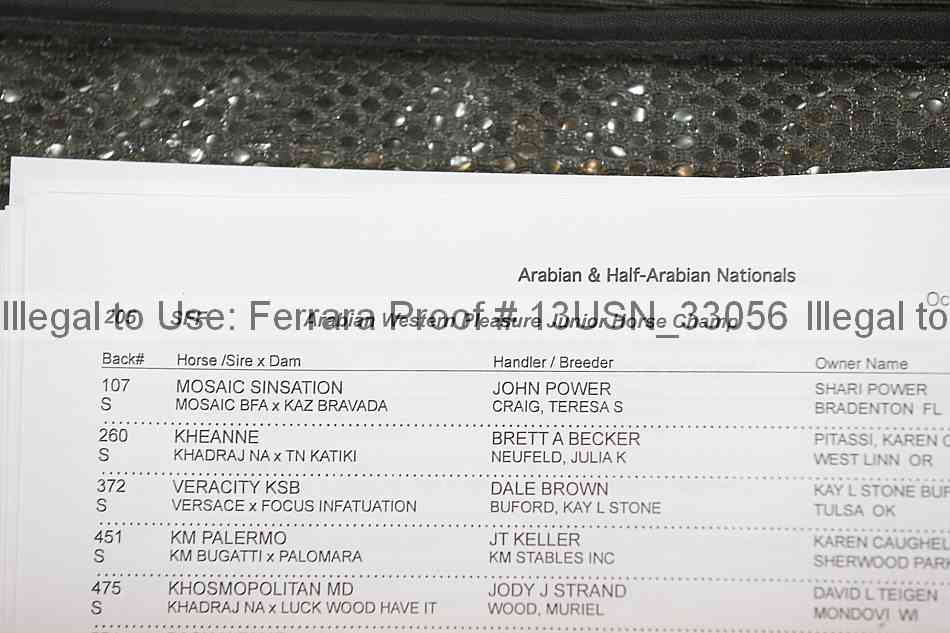 Arabian & Half-Arabian Nationals
Oc
205 SFF Arabian Western Pleasure Junior Horse Champ
Illegal to Use: Ferrara Proof # 13USN_33056 Illegal to
Back# Horse /Sire x Dam Handler / Breeder Owner Name
107 MOSAIC SINSATION JOHN POWER SHARI POWER
S MOSAIC BFA x KAZ BRAVADA CRAIG, TERESA S BRADENTON FL
260 KHEANNE BRETT A BECKER PITASSI, KAREN C
S KHADRAJ NA x TN KATIKI NEUFELD, JULIA K WEST LINN OR
372 VERACITY KSB DALE BROWN KAY L STONE BUF
S VERSACE x FOCUS INFATUATION BUFORD, KAY L STONE TULSA OK
451 KM PALERMO JT KELLER KAREN CAUGHEL
S KM BUGATTI x PALOMARA KM STABLES INC SHERWOOD PARK
475 KHOSMOPOLITAN MD JODY J STRAND DAVID L TEIGEN
S KHADRAJ NA x LUCK WOOD HAVE IT WOOD, MURIEL MONDOVI WI